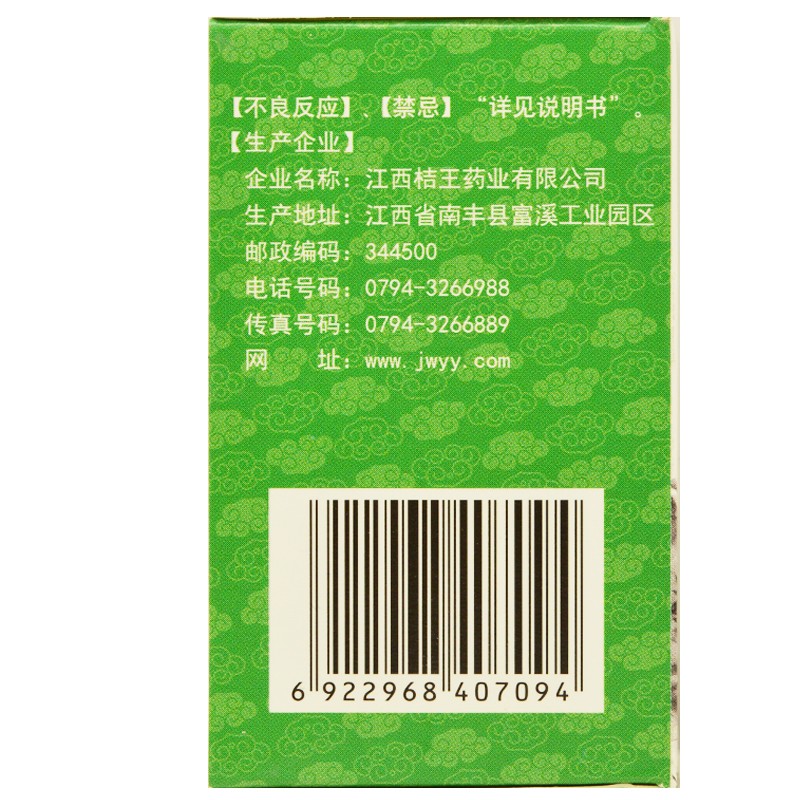 【不良反应】、【禁忌】“详见说明书”。
【生产企业】
企业名称：江西桔王药业有限公司
生产地址：江西省南丰县富溪工业园区
邮政编码：344500
电话号码：0794-3266988
传真号码：0794-3266889
网　　址：www.jwyy.com
6 922968 407094